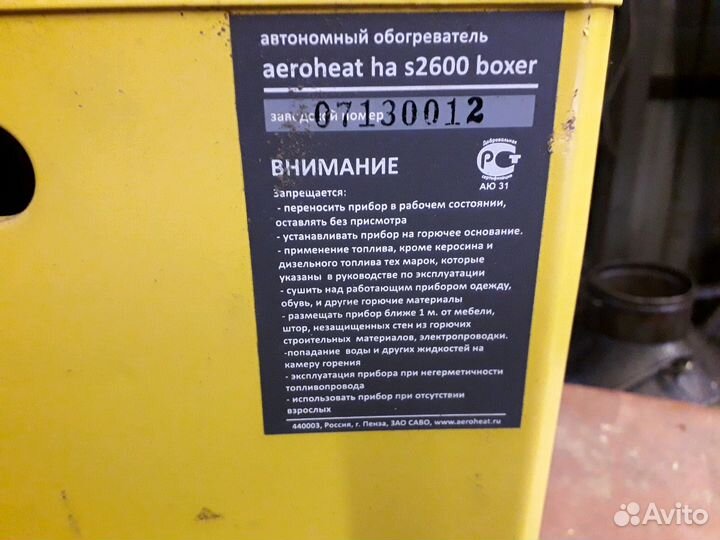 автономный обогреватель
aeroheat ha s2600 boxer
заводской номер 07130012
ВНИМАНИЕ
Добровольная
РСТ
сертификация
АЮ 31
Запрещается:
- переносить прибор в рабочем состоянии,
оставлять без присмотра
- устанавливать прибор на горючее основание.
- применение топлива, кроме керосина и
дизельного топлива тех марок, которые
указаны в руководстве по эксплуатации
- сушить над работающим прибором одежду,
обувь, и другие горючие материалы
- размещать прибор ближе 1 м. от мебели,
штор, незащищенных стен из горючих
строительных материалов, электропроводки.
-попадание воды и других жидкостей на
камеру горения
- эксплуатация прибора при негерметичности
топливопровода
- использовать прибор при отсутствии
взрослых
440003, Россия, г. Пенза, ЗАО САВО, www.aeroheat.ru
Avito